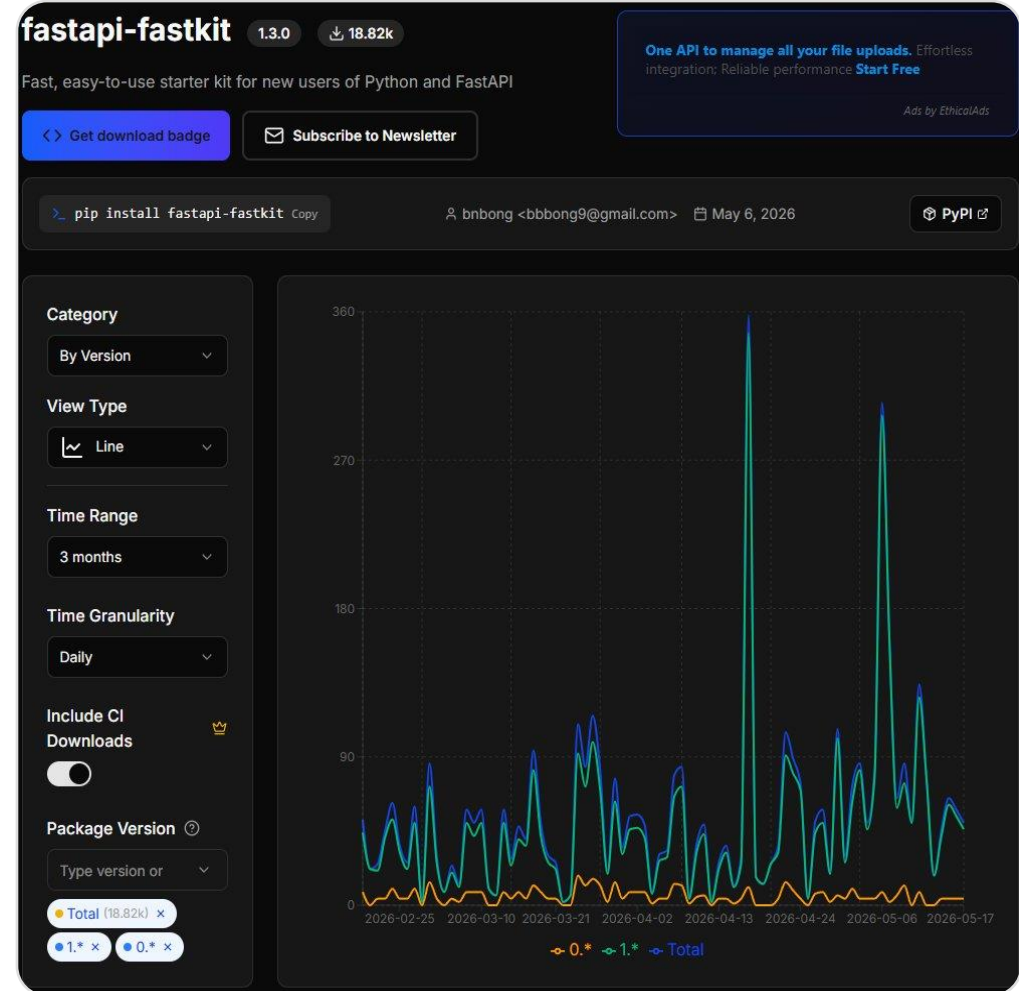 fastapi-fastkit 1.3.0 18.82k
Fast, easy-to-use starter kit for new users of Python and FastAPI
Get download badge
Subscribe to Newsletter
One API to manage all your file uploads. Effortless
integration; Reliable performance Start Free
Ads by EthicalAds
>_ pip install fastapi-fastkit Copy
bnbong <bbbong9@gmail.com>
May 6, 2026
PyPI
Category
By Version
View Type
Line
Time Range
3 months
Time Granularity
Daily
Include CI
Downloads
Package Version
Type version or
Total (18.82k) ×
1.* ×
0.* ×
360
270
180
90
0
2026-02-25 2026-03-10 2026-03-21 2026-04-02 2026-04-13 2026-04-24 2026-05-06 2026-05-17
0.* 1.* Total